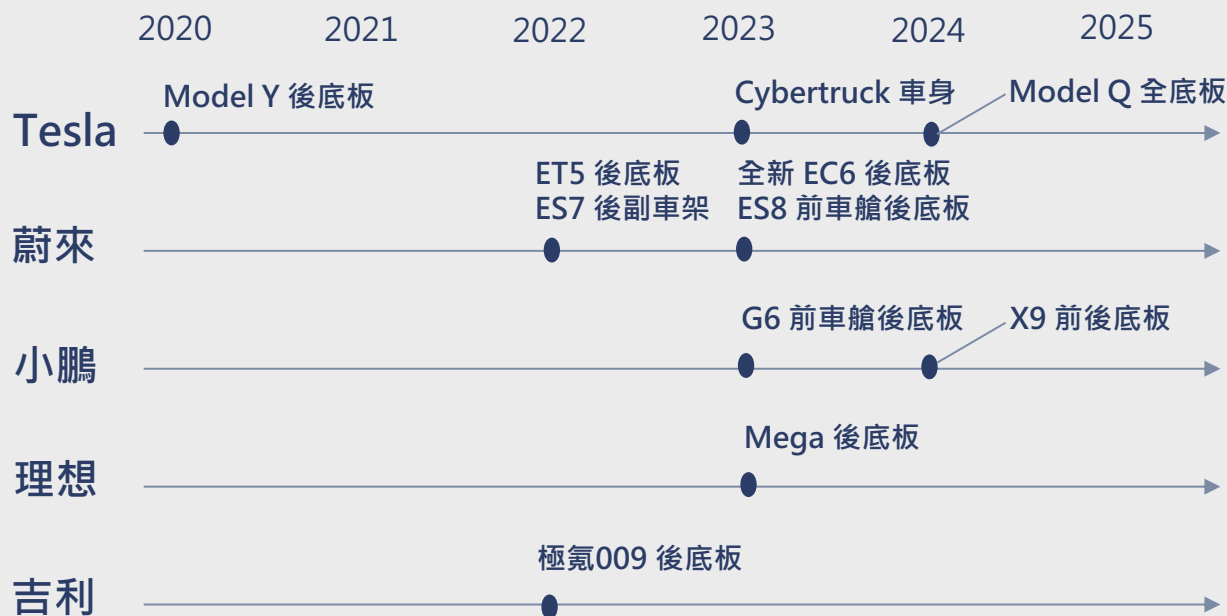 2020 2021 2022 2023 2024 2025
Model Y 後底板
Cybertruck 車身
Model Q 全底板
Tesla
ET5 後底板
ES7 後副車架
全新 EC6 後底板
ES8 前車艙後底板
蔚來
G6 前車艙後底板
X9 前後底板
小鵬
Mega 後底板
理想
極氪009 後底板
吉利